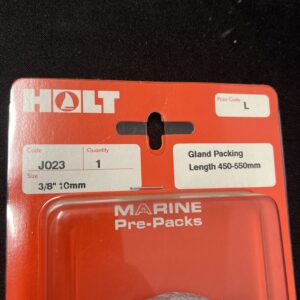 HOLT
Price Code
L
Code
Quantity
J023
1
Size
3/8" 10mm
Gland Packing
Length 450-550mm
MARINE
Pre-Packs